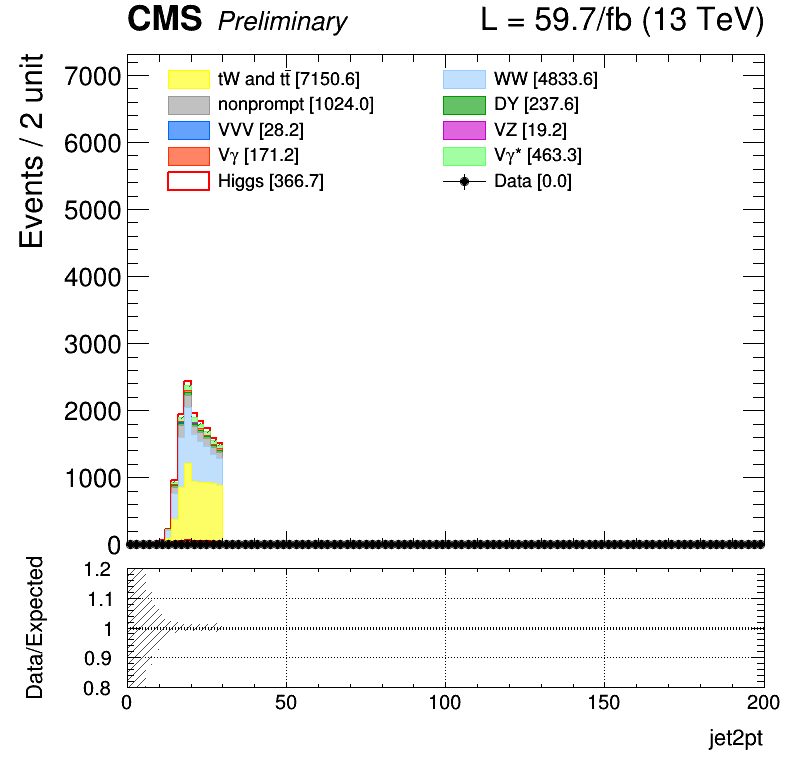 CMS Preliminary L = 59.7/fb (13 TeV)
Events / 2 unit
7000
6000
5000
4000
3000
2000
1000
0
tW and tt̄ [7150.6] WW [4833.6]
nonprompt [1024.0] DY [237.6]
VVV [28.2] VZ [19.2]
Vγ [171.2] Vγ* [463.3]
Higgs [366.7] Data [0.0]
Data/Expected
1.2
1.1
1
0.9
0.8
0 50 100 150 200
jet2pt